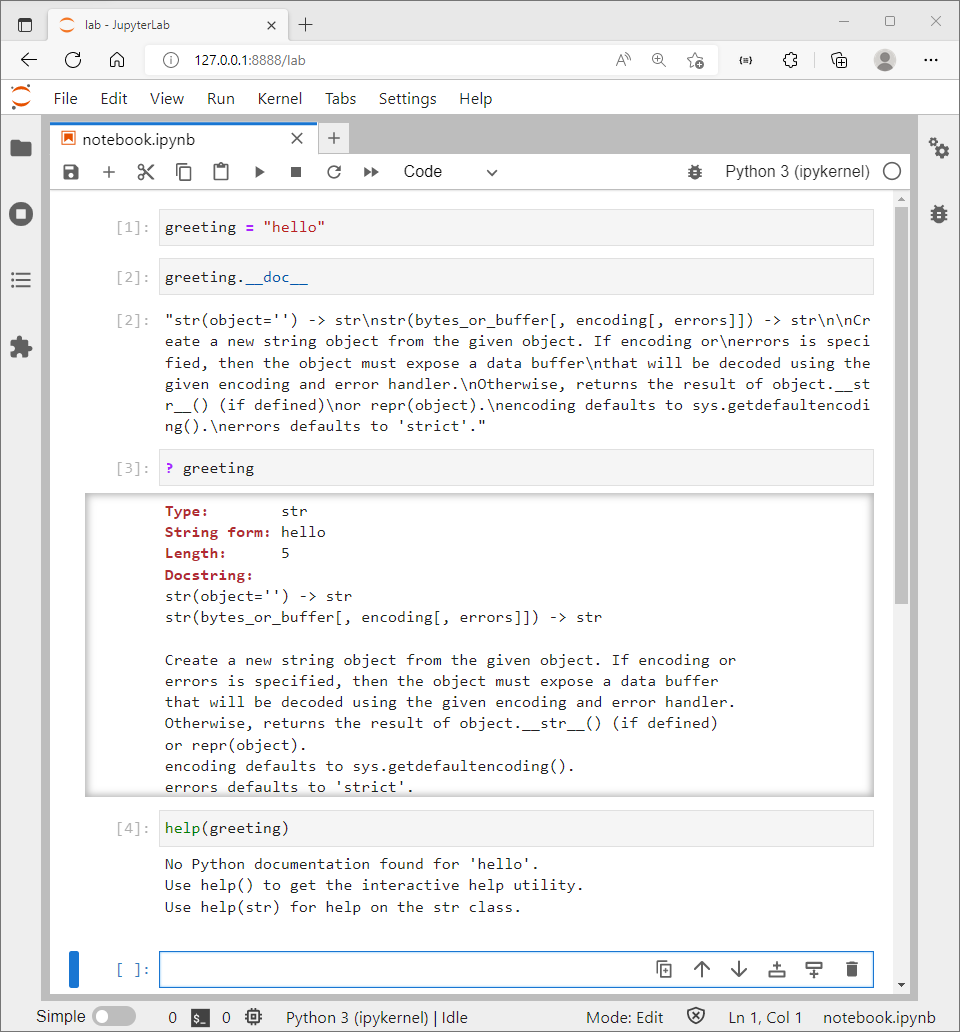 lab - JupyterLab
127.0.0.1:8888/lab
File Edit View Run Kernel Tabs Settings Help
notebook.ipynb
Code Python 3 (ipykernel)
[1]: greeting = "hello"
[2]: greeting.__doc__
[2]: "str(object='') -> str\nstr(bytes_or_buffer[, encoding[, errors]]) -> str\n\nCr
eate a new string object from the given object. If encoding or\nerrors is speci
fied, then the object must expose a data buffer\nthat will be decoded using the
given encoding and error handler.\nOtherwise, returns the result of object.__st
r__() (if defined)\nor repr(object).\nencoding defaults to sys.getdefaultencodi
ng().\nerrors defaults to 'strict'."
[3]: ? greeting
Type: str
String form: hello
Length: 5
Docstring:
str(object='') -> str
str(bytes_or_buffer[, encoding[, errors]]) -> str
Create a new string object from the given object. If encoding or
errors is specified, then the object must expose a data buffer
that will be decoded using the given encoding and error handler.
Otherwise, returns the result of object.__str__() (if defined)
or repr(object).
encoding defaults to sys.getdefaultencoding().
errors defaults to 'strict'.
[4]: help(greeting)
No Python documentation found for 'hello'.
Use help() to get the interactive help utility.
Use help(str) for help on the str class.
[ ]:
Simple 0 $_ 0 Python 3 (ipykernel) | Idle Mode: Edit Ln 1, Col 1 notebook.ipynb